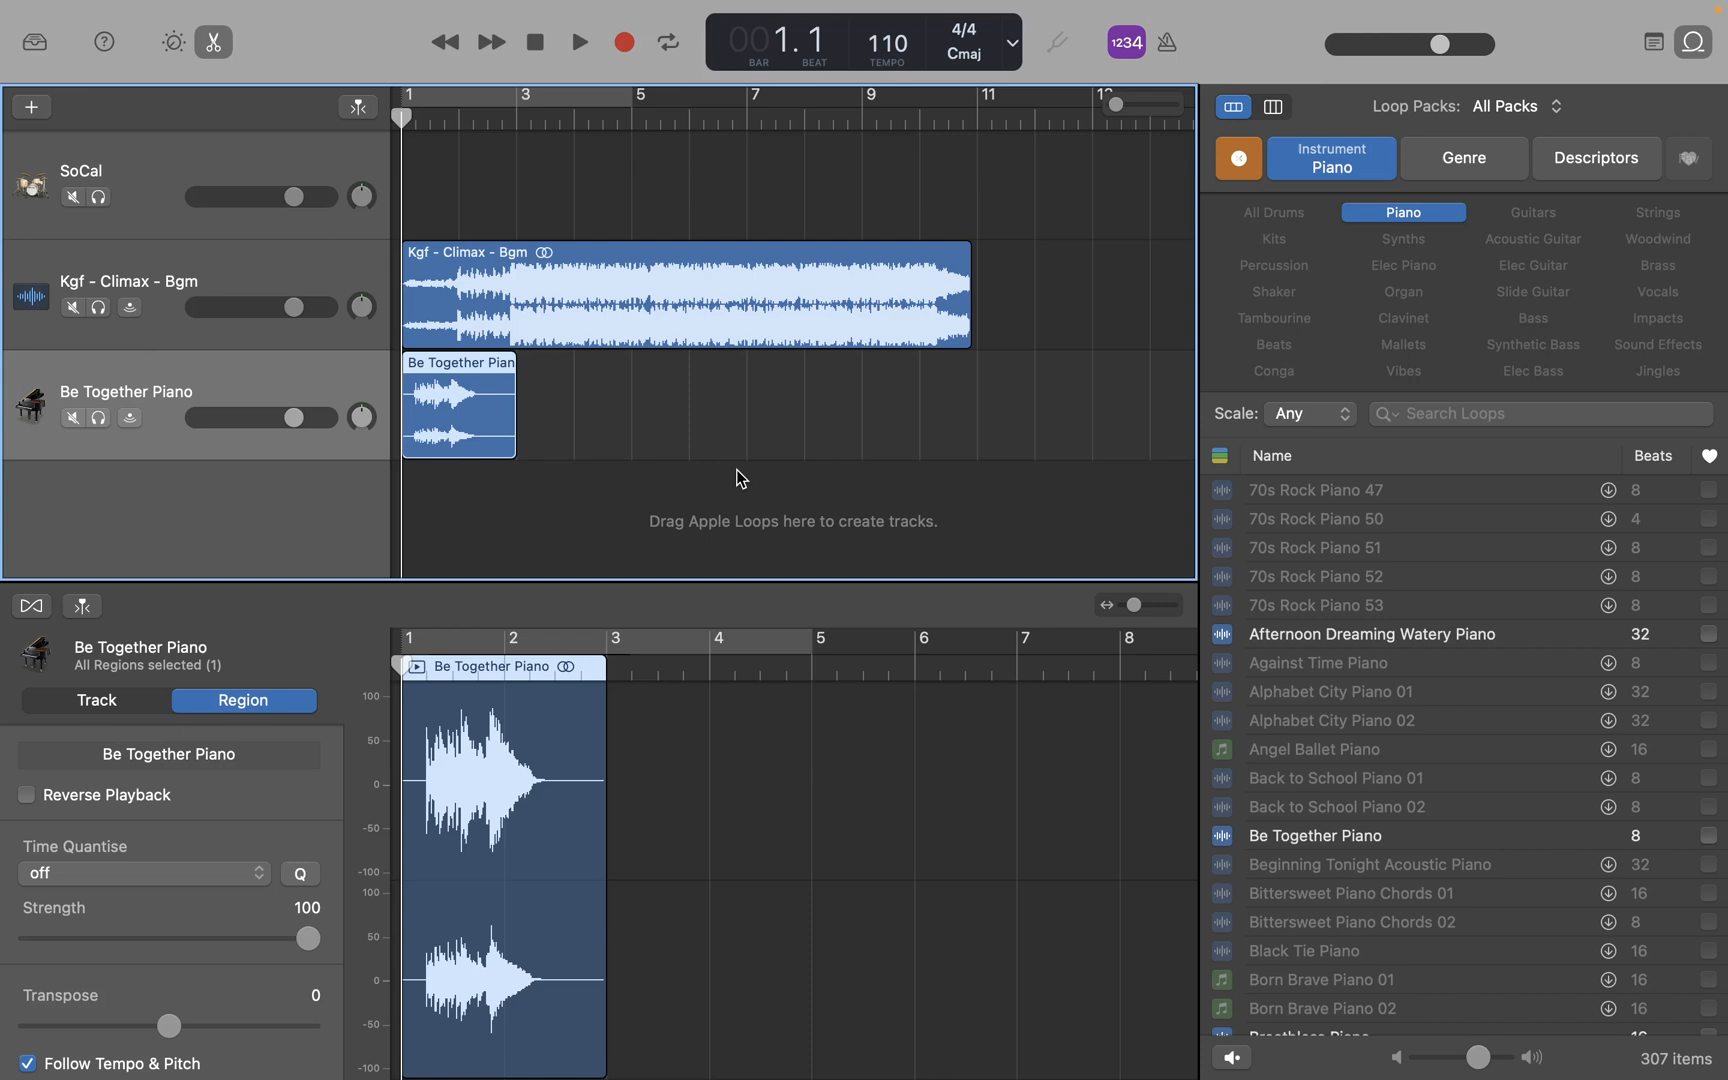 001.1
BAR BEAT
110
TEMPO
4/4
Cmaj
1234
1 3 5 7 9 11
SoCal
Kgf - Climax - Bgm
Be Together Piano
Kgf - Climax - Bgm
Be Together Pian
Drag Apple Loops here to create tracks.
Loop Packs: All Packs
Instrument
Piano
Genre
Descriptors
All Drums Piano Guitars Strings
Kits Synths Acoustic Guitar Woodwind
Percussion Elec Piano Elec Guitar Brass
Shaker Organ Slide Guitar Vocals
Tambourine Clavinet Bass Impacts
Beats Mallets Synthetic Bass Sound Effects
Conga Vibes Elec Bass Jingles
Scale: Any Search Loops
Name Beats
70s Rock Piano 47 8
70s Rock Piano 50 4
70s Rock Piano 51 8
70s Rock Piano 52 8
70s Rock Piano 53 8
Afternoon Dreaming Watery Piano 32
Against Time Piano 8
Alphabet City Piano 01 32
Alphabet City Piano 02 32
Angel Ballet Piano 16
Back to School Piano 01 8
Back to School Piano 02 8
Be Together Piano 8
Beginning Tonight Acoustic Piano 32
Bittersweet Piano Chords 01 16
Bittersweet Piano Chords 02 8
Black Tie Piano 16
Born Brave Piano 01 16
Born Brave Piano 02 16
307 items
Be Together Piano
All Regions selected (1)
Track Region
Be Together Piano
Reverse Playback
Time Quantise
off Q
Strength 100
Transpose 0
Follow Tempo & Pitch
1 2 3 4 5 6 7 8
Be Together Piano
100
50
0
-50
-100
100
50
0
-50
-100